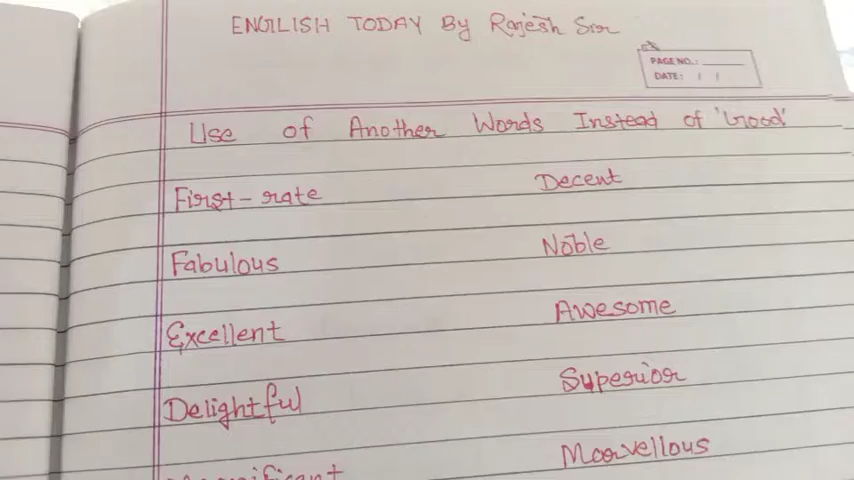 ENGILISH TODAY By Rajesh Sir
PAGE NO.:
DATE: / /
Use of Another Words Instead of 'Good'
First-rate Decent
Fabulous Noble
Excellent Awesome
Delightful Superior
Marvellous